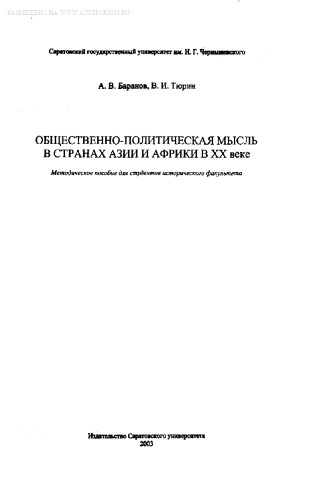 РАЗМЕЩЕНО НА WWW.AUDITORIUM.RU
Саратовский государственный университет им. Н. Г. Чернышевского
А. В. Баранов, В. И. Тюрин
ОБЩЕСТВЕННО-ПОЛИТИЧЕСКАЯ МЫСЛЬ
В СТРАНАХ АЗИИ И АФРИКИ В XX веке
Методическое пособие для студентов исторического факультета
Издательство Саратовского университета
2003